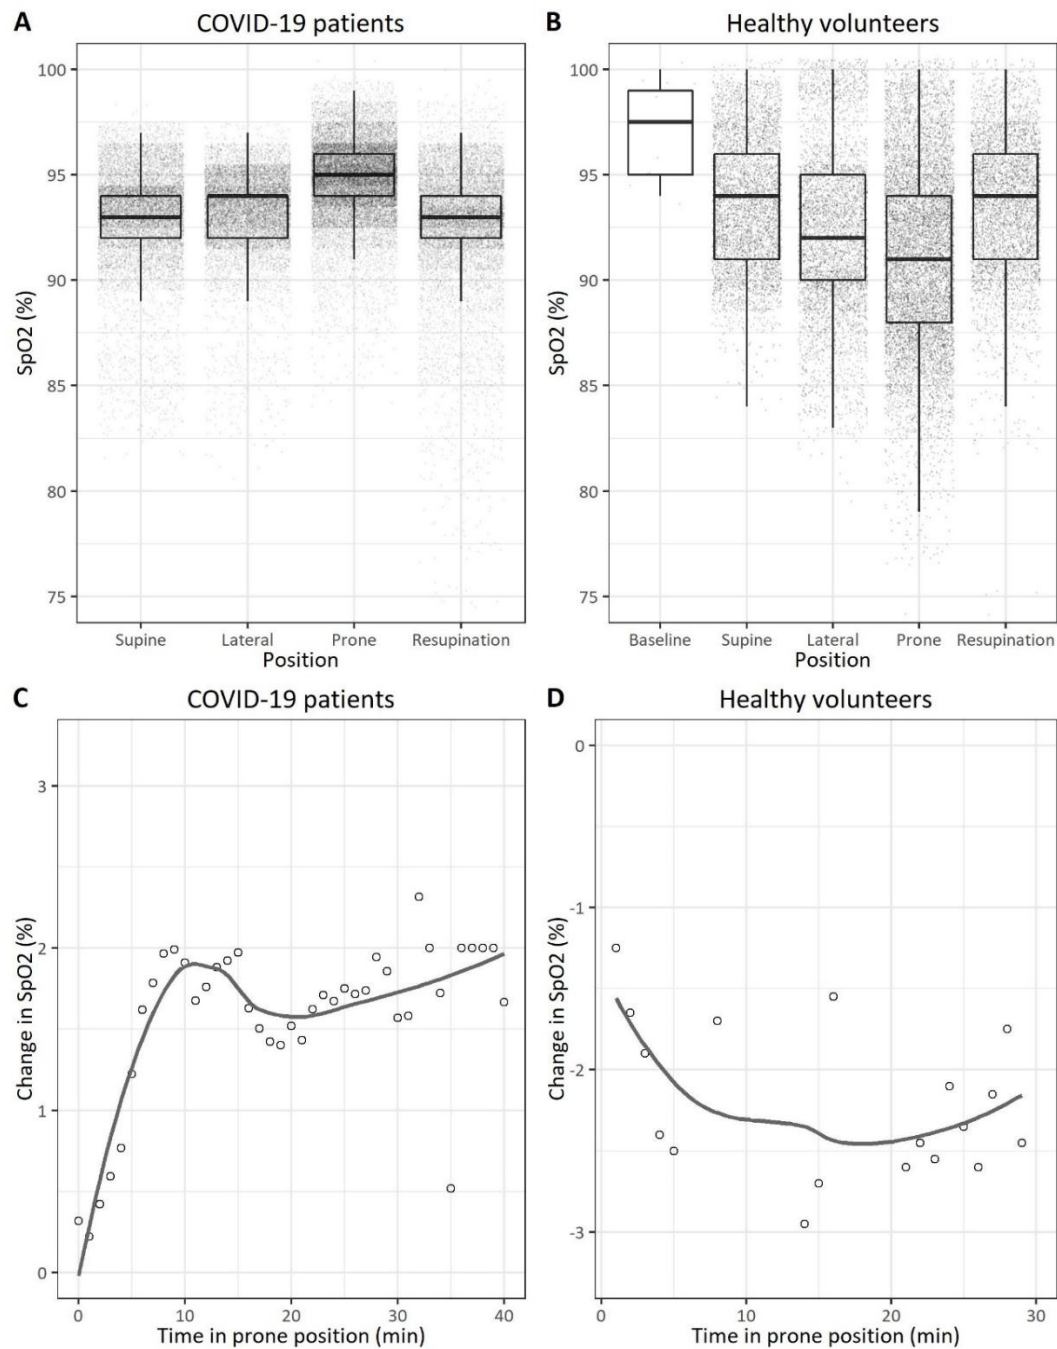 A COVID-19 patients
B Healthy volunteers
SpO2 (%)
100
95
90
85
80
75
Supine Lateral Prone Resupination
Position
SpO2 (%)
100
95
90
85
80
75
Baseline Supine Lateral Prone Resupination
Position
C COVID-19 patients
D Healthy volunteers
Change in SpO2 (%)
3
2
1
0
0 10 20 30 40
Time in prone position (min)
Change in SpO2 (%)
0
-1
-2
-3
0 10 20 30
Time in prone position (min)